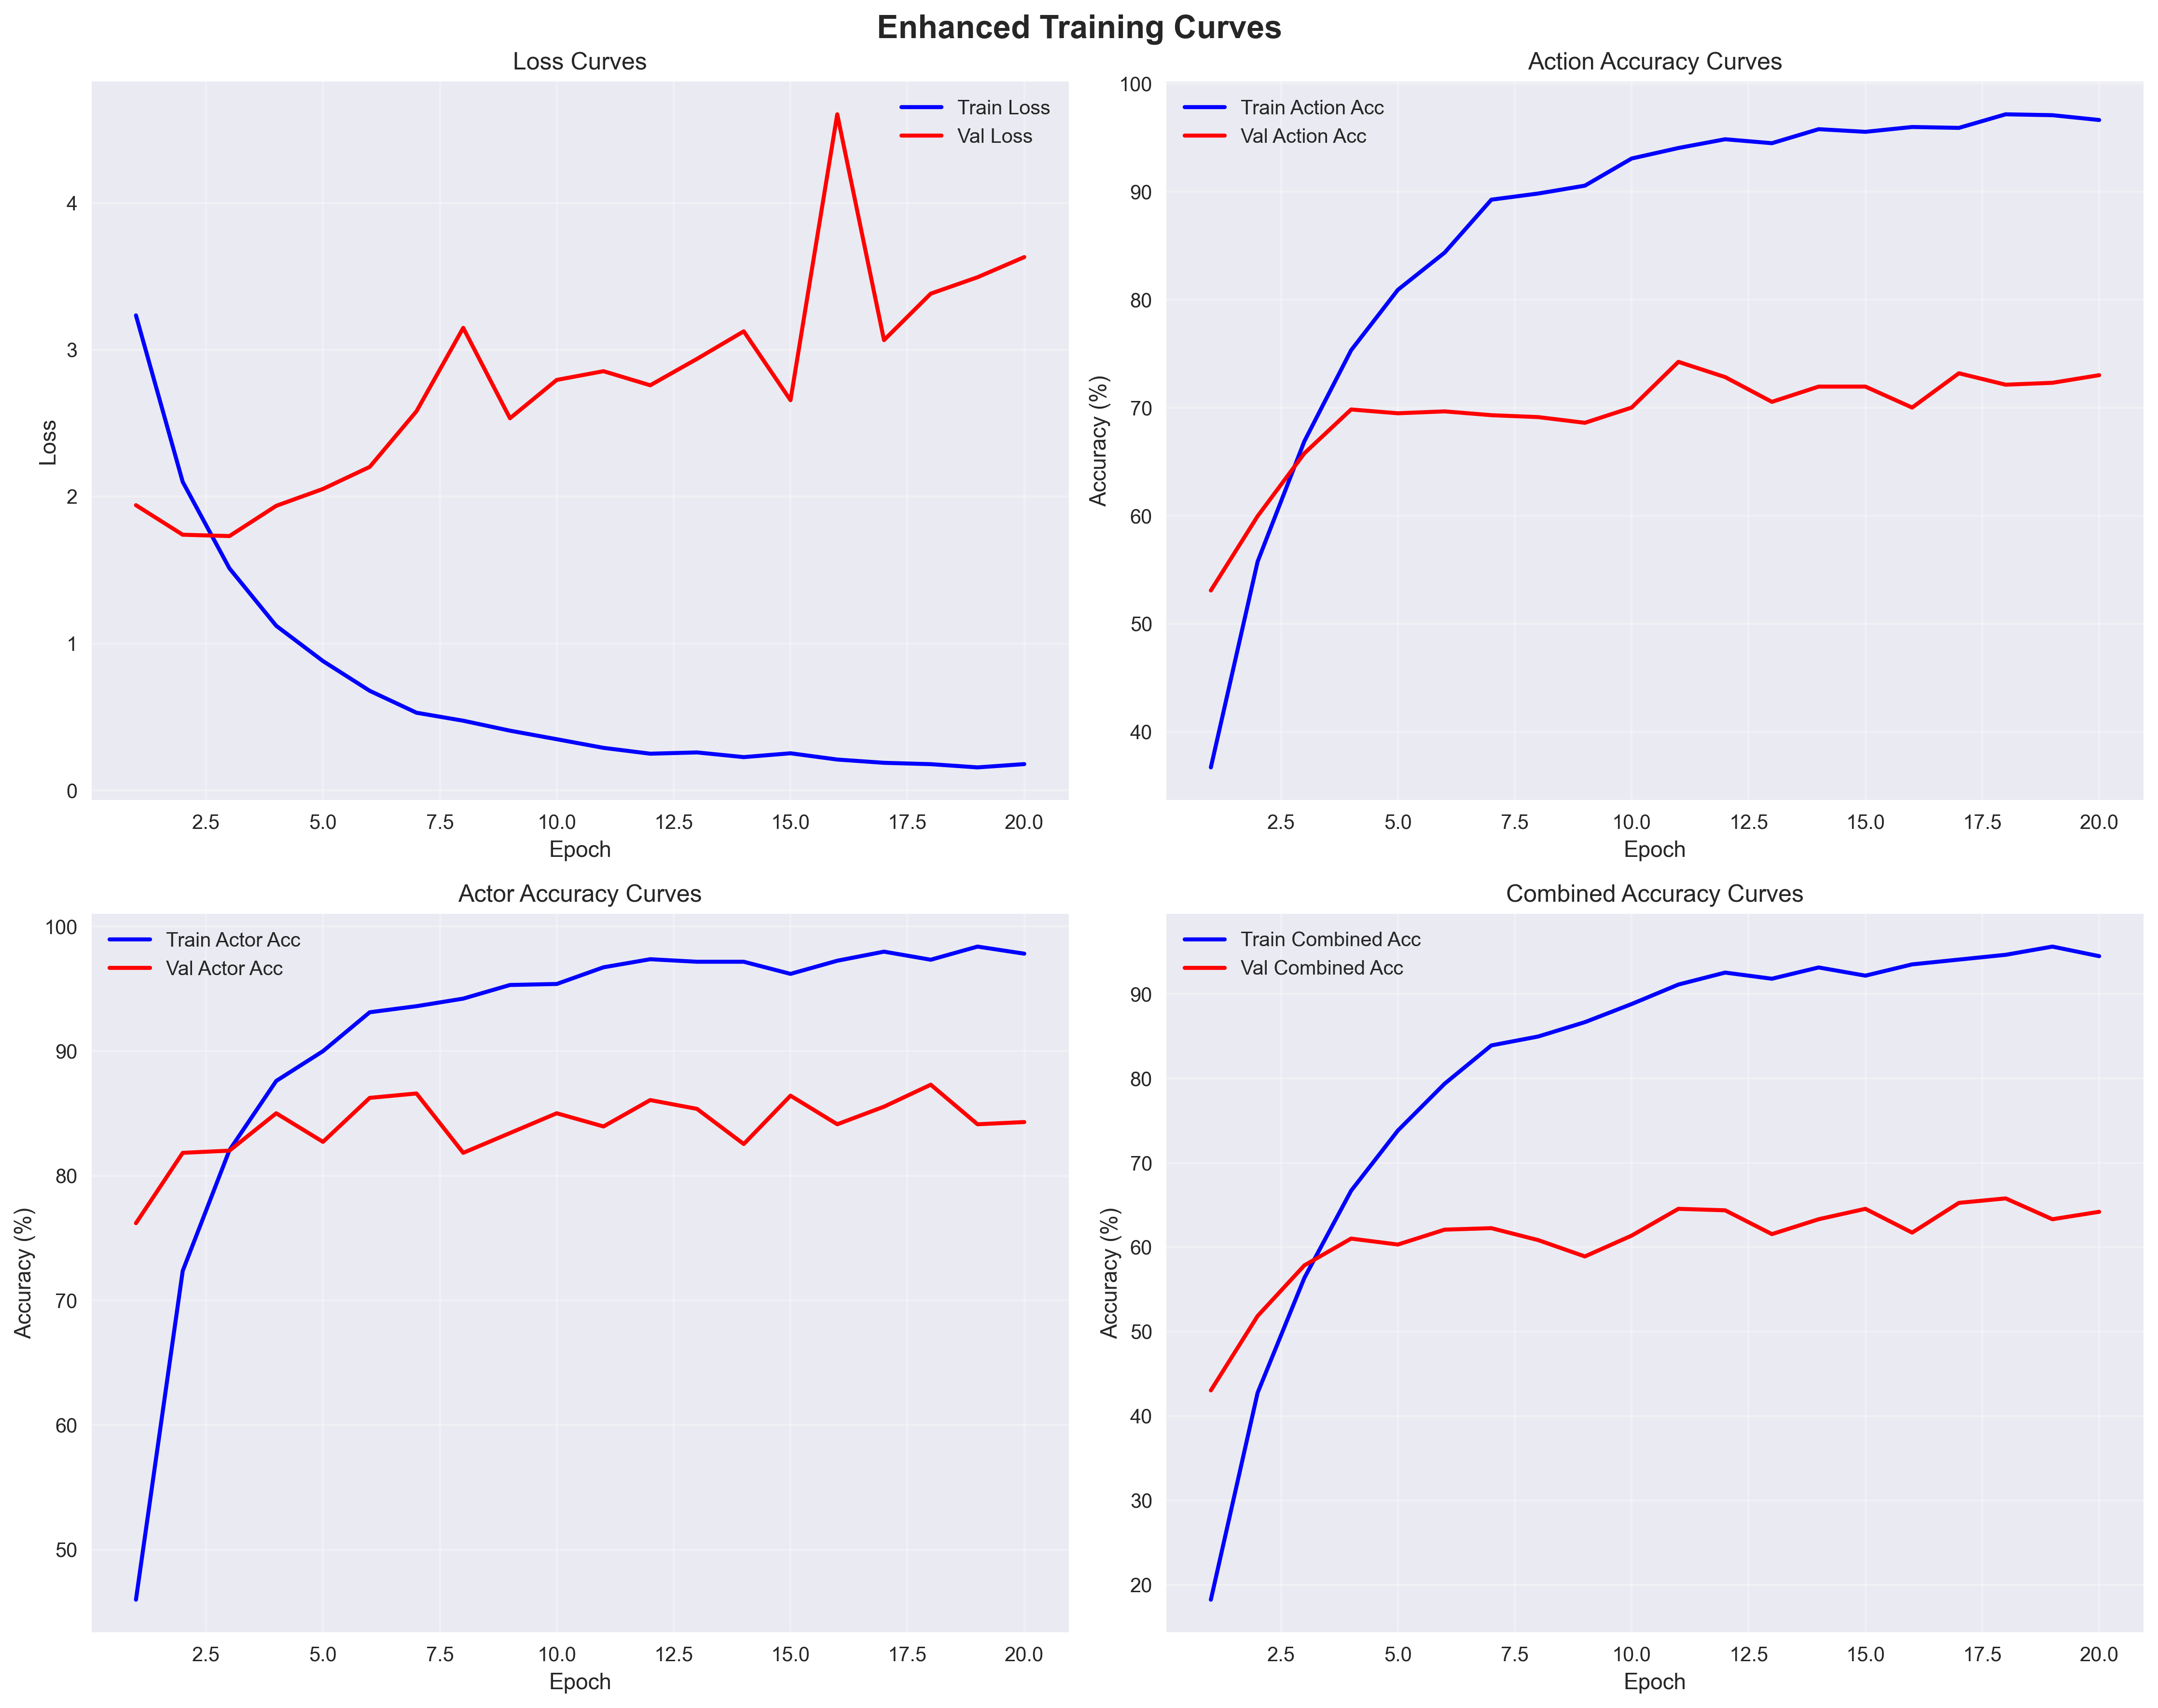 Enhanced Training Curves
Loss Curves
Train Loss
Val Loss
4
3
2
1
0
Loss
2.5 5.0 7.5 10.0 12.5 15.0 17.5 20.0
Epoch
Action Accuracy Curves
Train Action Acc
Val Action Acc
100
90
80
70
60
50
40
Accuracy (%)
2.5 5.0 7.5 10.0 12.5 15.0 17.5 20.0
Epoch
Actor Accuracy Curves
Train Actor Acc
Val Actor Acc
100
90
80
70
60
50
Accuracy (%)
2.5 5.0 7.5 10.0 12.5 15.0 17.5 20.0
Epoch
Combined Accuracy Curves
Train Combined Acc
Val Combined Acc
90
80
70
60
50
40
30
20
Accuracy (%)
2.5 5.0 7.5 10.0 12.5 15.0 17.5 20.0
Epoch